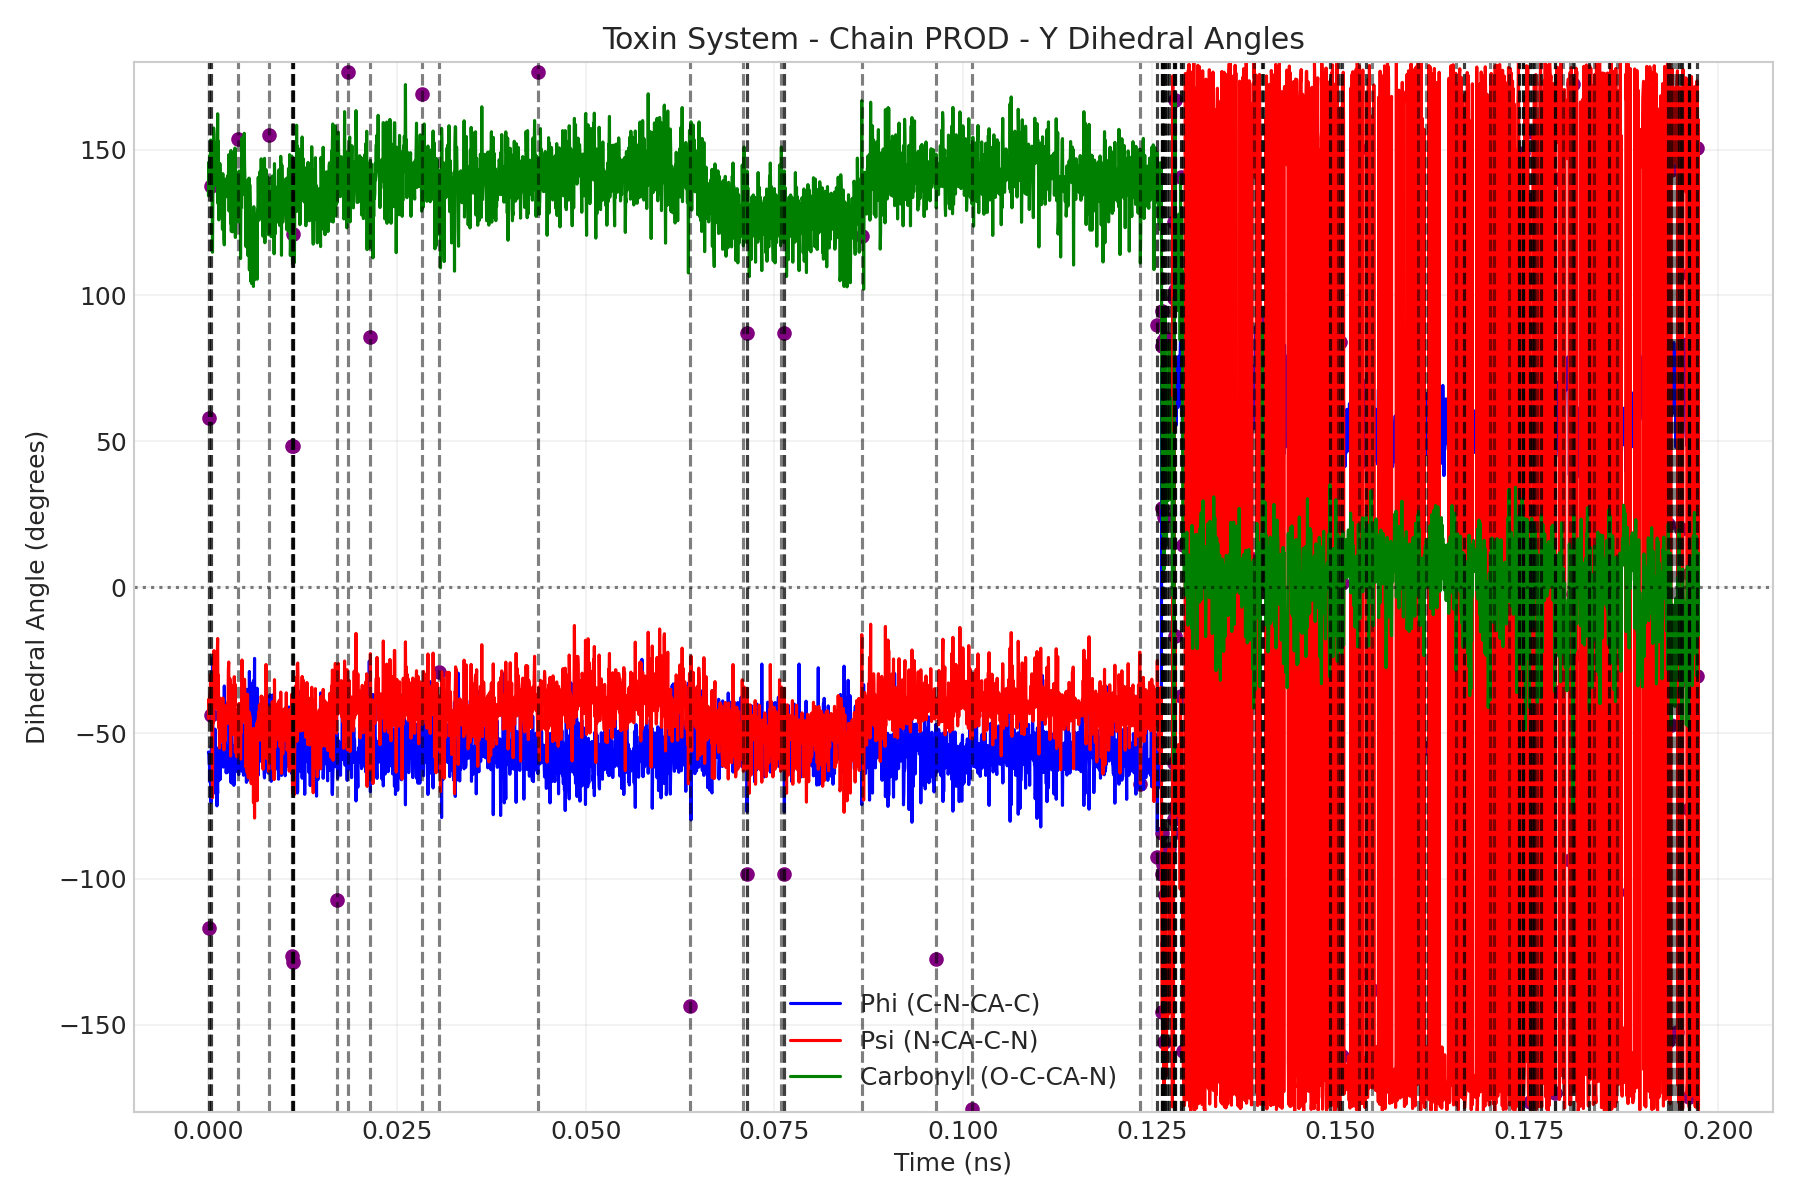 Toxin System - Chain PROD - Y Dihedral Angles
Dihedral Angle (degrees)
150
100
50
0
−50
−100
−150
Phi (C-N-CA-C)
Psi (N-CA-C-N)
Carbonyl (O-C-CA-N)
0.000 0.025 0.050 0.075 0.100 0.125 0.150 0.175 0.200
Time (ns)